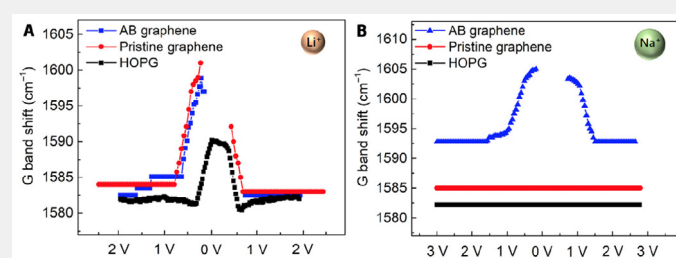 A
AB graphene
Pristine graphene
HOPG
Li⁺
G band shift (cm⁻¹)
1605
1600
1595
1590
1585
1580
2 V 1 V 0 V 1 V 2 V
B
AB graphene
Pristine graphene
HOPG
Na⁺
G band shift (cm⁻¹)
1610
1605
1600
1595
1590
1585
1580
3 V 2 V 1 V 0 V 1 V 2 V 3 V